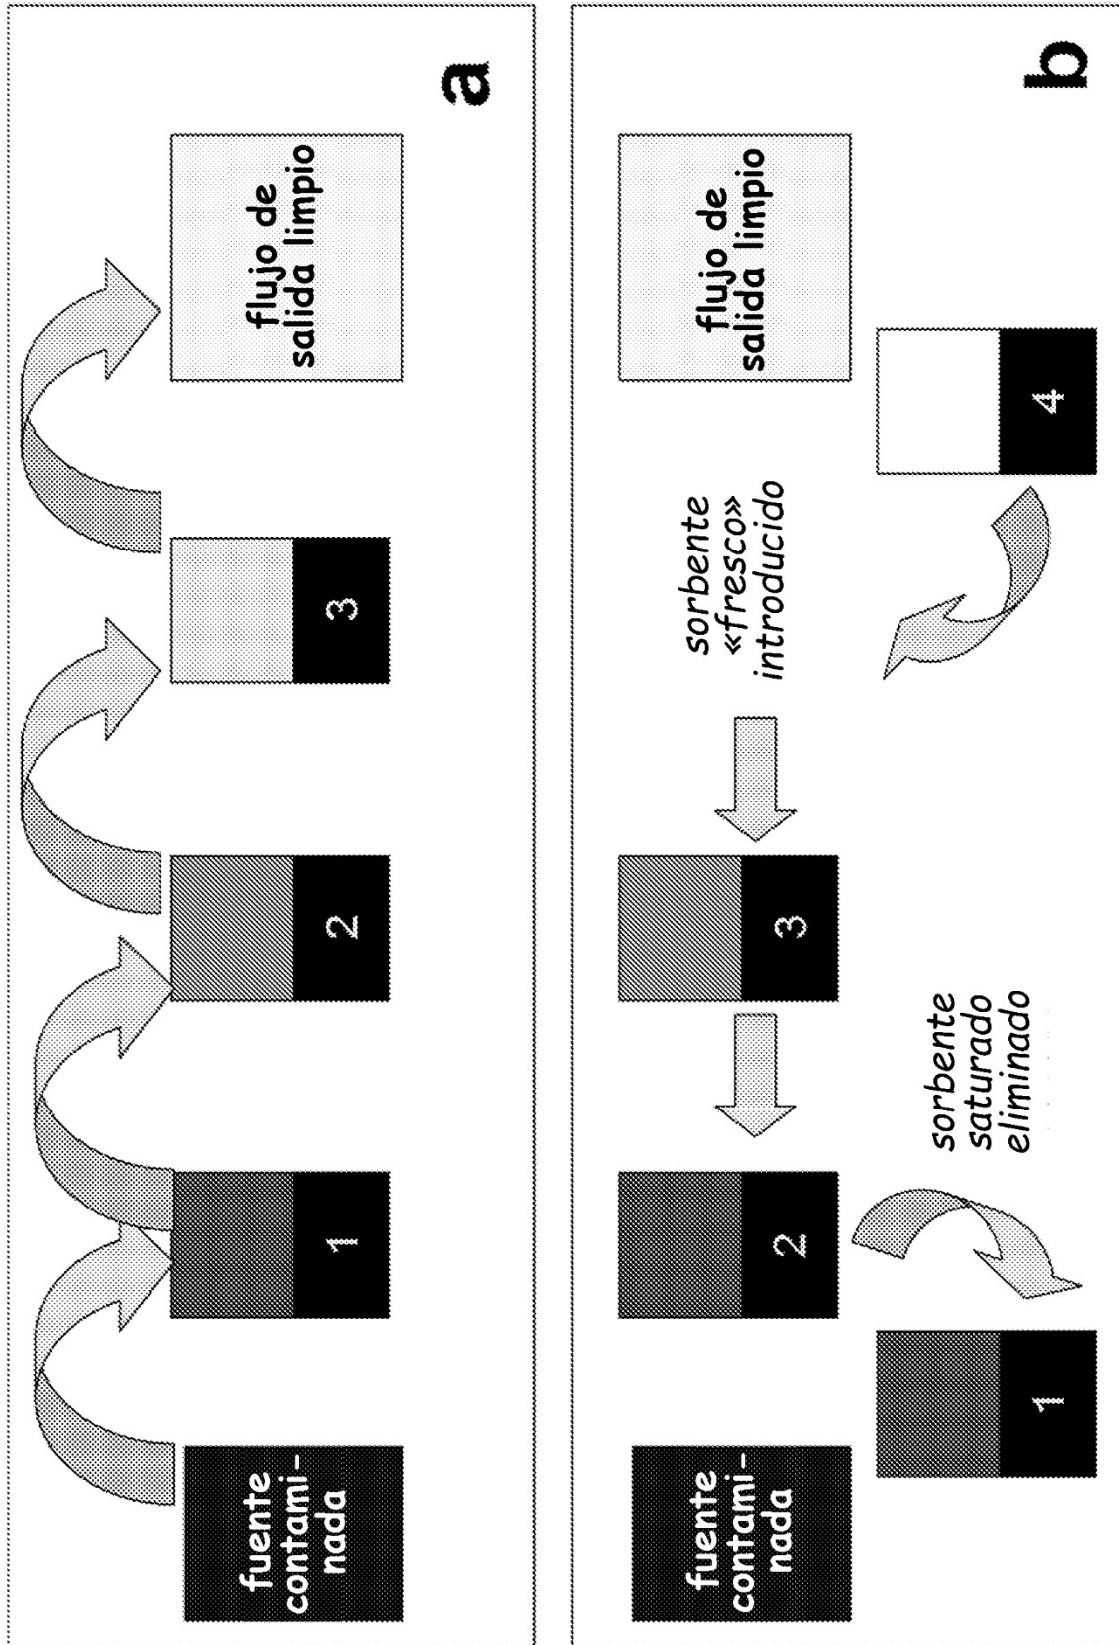 a
fuente
contami-
nada
1
2
3
flujo de
salida limpio
b
fuente
contami-
nada
1
2
sorbente
saturado
eliminado
3
sorbente
«fresco»
introducido
4
flujo de
salida limpio